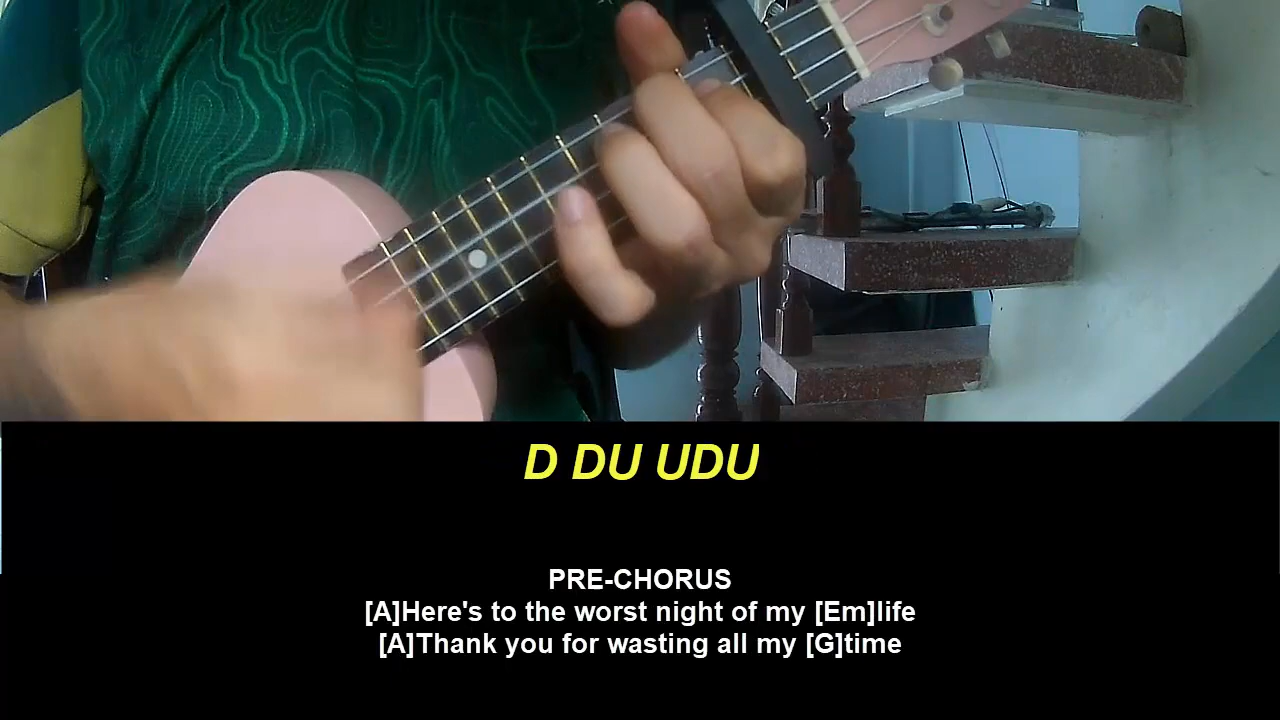 D DU UDU
PRE-CHORUS
[A]Here's to the worst night of my [Em]life
[A]Thank you for wasting all my [G]time